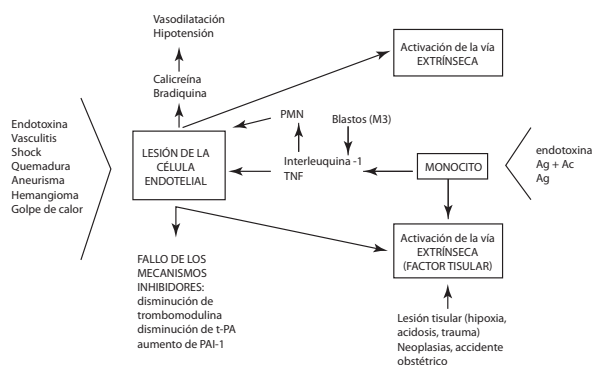 Vasodilatación
Hipotensión
Calicreína
Bradiquina
Activación de la vía
EXTRÍNSECA
Endotoxina
Vasculitis
Shock
Quemadura
Aneurisma
Hemangioma
Golpe de calor
LESIÓN DE LA
CÉLULA
ENDOTELIAL
PMN
Blastos (M3)
Interleuquina -1
TNF
MONOCITO
endotoxina
Ag + Ac
Ag
FALLO DE LOS
MECANISMOS
INHIBIDORES:
disminución de
trombomodulina
disminución de t-PA
aumento de PAI-1
Activación de la vía
EXTRÍNSECA
(FACTOR TISULAR)
Lesión tisular (hipoxia,
acidosis, trauma)
Neoplasias, accidente
obstétrico